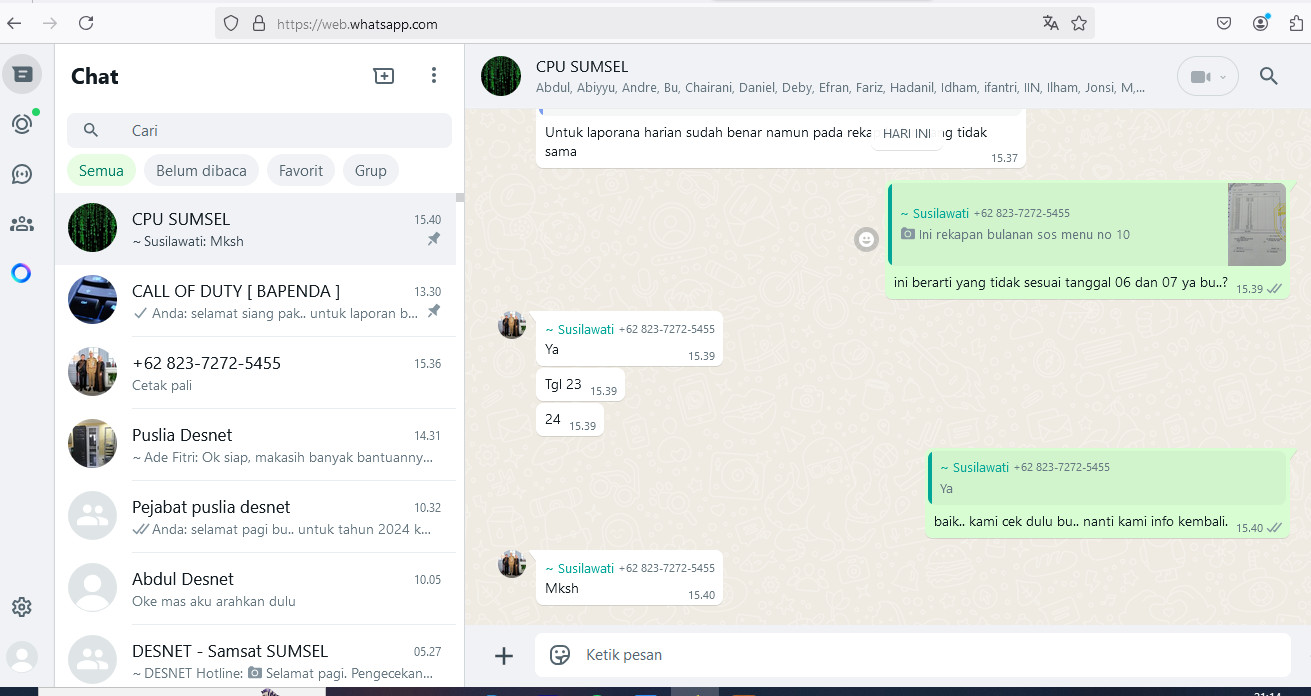 https://web.whatsapp.com
Chat
Cari
Semua
Belum dibaca
Favorit
Grup
CPU SUMSEL
15.40
~ Susilawati: Mksh
CALL OF DUTY [ BAPENDA ]
13.30
Anda: selamat siang pak.. untuk laporan b...
+62 823-7272-5455
15.36
Cetak pali
Puslia Desnet
14.31
~ Ade Fitri: Ok siap, makasih banyak bantuanny...
Pejabat puslia desnet
10.32
Anda: selamat pagi bu.. untuk tahun 2024 k...
Abdul Desnet
10.05
Oke mas aku arahkan dulu
DESNET - Samsat SUMSEL
05.27
~ DESNET Hotline: Selamat pagi. Pengecekan...
CPU SUMSEL
Abdul, Abiyyu, Andre, Bu, Chairani, Daniel, Deby, Efran, Fariz, Hadanil, Idham, ifantri, IIN, Ilham, Jonsi, M,...
HARI INI
Untuk laporana harian sudah benar namun pada reka ng tidak
sama
15.37
~ Susilawati +62 823-7272-5455
Ini rekapan bulanan sos menu no 10
ini berarti yang tidak sesuai tanggal 06 dan 07 ya bu..?
15.39
~ Susilawati +62 823-7272-5455
Ya
15.39
Tgl 23
15.39
24
15.39
~ Susilawati +62 823-7272-5455
Ya
baik.. kami cek dulu bu.. nanti kami info kembali.
15.40
~ Susilawati +62 823-7272-5455
Mksh
15.40
Ketik pesan